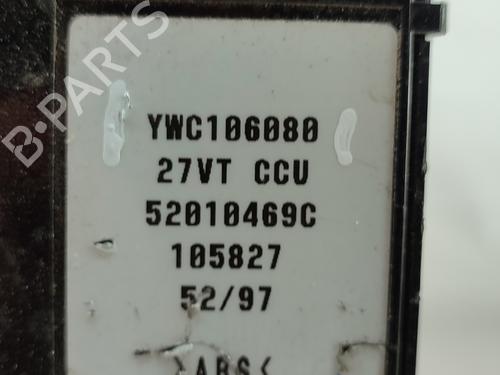 B-PARTS
YWC106080
27VT CCU
52010469C
105827
52/97
>ABS<